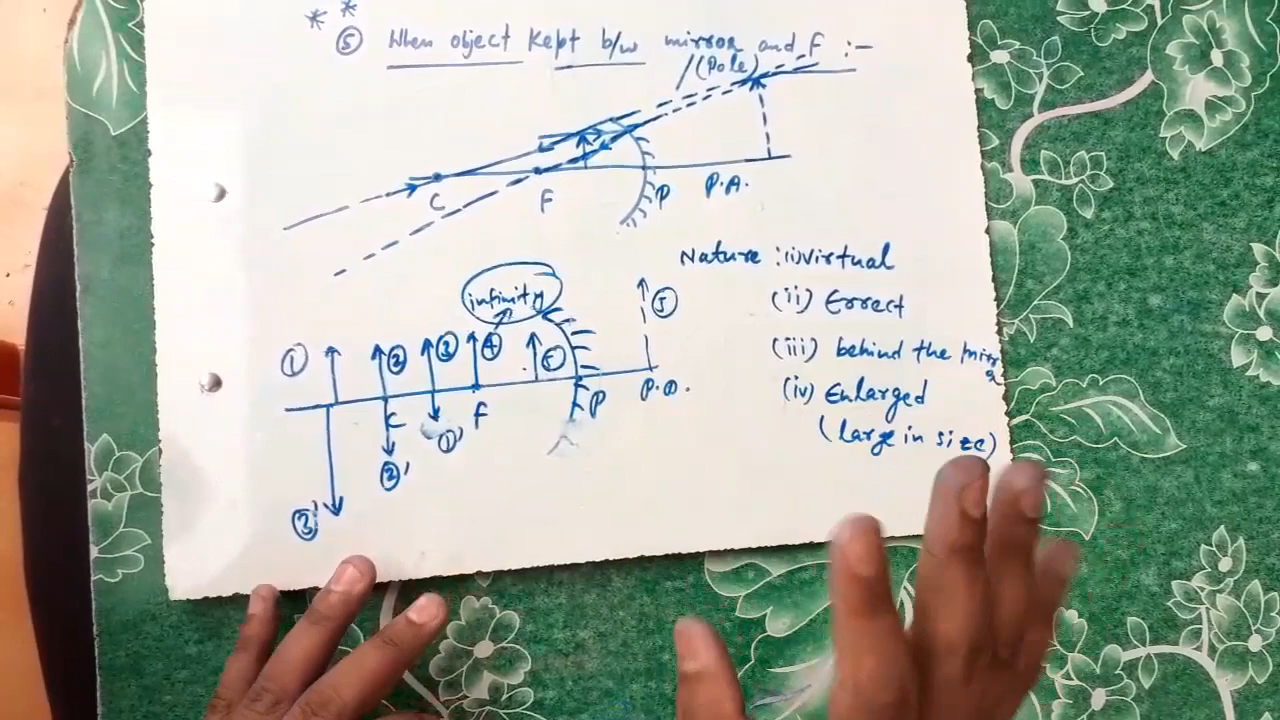 * *
⑤ When object kept b/w mirror and F :-
/(Pole)
C F P P.A.
Nature : (i) virtual
(ii) Errect
(iii) behind the mirror
(iv) Enlarged
(large in size)
infinity
① ② ③ ④ ⑤ ⑤
C F P
①'
②'
③'